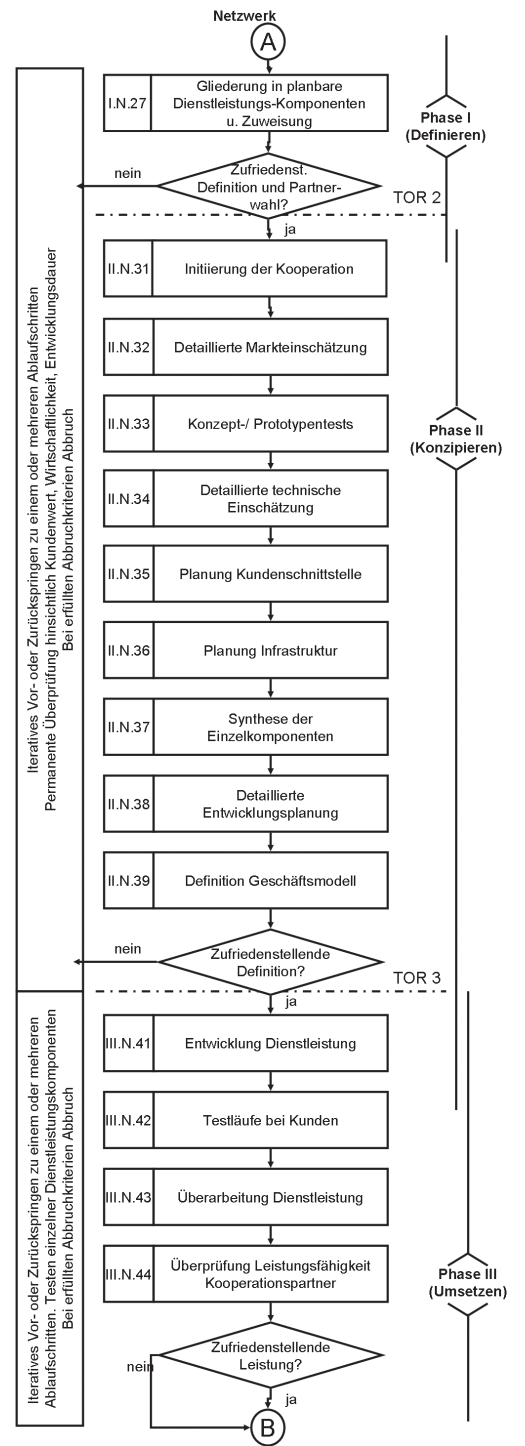 Netzwerk
A
I.N.27
Gliederung in planbare
Dienstleistungs-Komponenten
u. Zuweisung
Phase I
(Definieren)
nein
Zufriedenst.
Definition und Partner-
wahl?
TOR 2
ja
II.N.31
Initiierung der Kooperation
II.N.32
Detaillierte Markteinschätzung
II.N.33
Konzept-/ Prototypentests
Phase II
(Konzipieren)
II.N.34
Detaillierte technische
Einschätzung
II.N.35
Planung Kundenschnittstelle
II.N.36
Planung Infrastruktur
II.N.37
Synthese der
Einzelkomponenten
II.N.38
Detaillierte
Entwicklungsplanung
II.N.39
Definition Geschäftsmodell
nein
Zufriedenstellende
Definition?
TOR 3
ja
Iteratives Vor- oder Zurückspringen zu einem oder mehreren Ablaufschritten
Permanente Überprüfung hinsichtlich Kundenwert, Wirtschaftlichkeit, Entwicklungsdauer
Bei erfüllten Abbruchkriterien Abbruch
III.N.41
Entwicklung Dienstleistung
III.N.42
Testläufe bei Kunden
III.N.43
Überarbeitung Dienstleistung
III.N.44
Überprüfung Leistungsfähigkeit
Kooperationspartner
Phase III
(Umsetzen)
Zufriedenstellende
Leistung?
nein
ja
B
Iteratives Vor- oder Zurückspringen zu einem oder mehreren
Ablaufschritten. Testen einzelner Dienstleistungskomponenten
Bei erfüllten Abbruchkriterien Abbruch